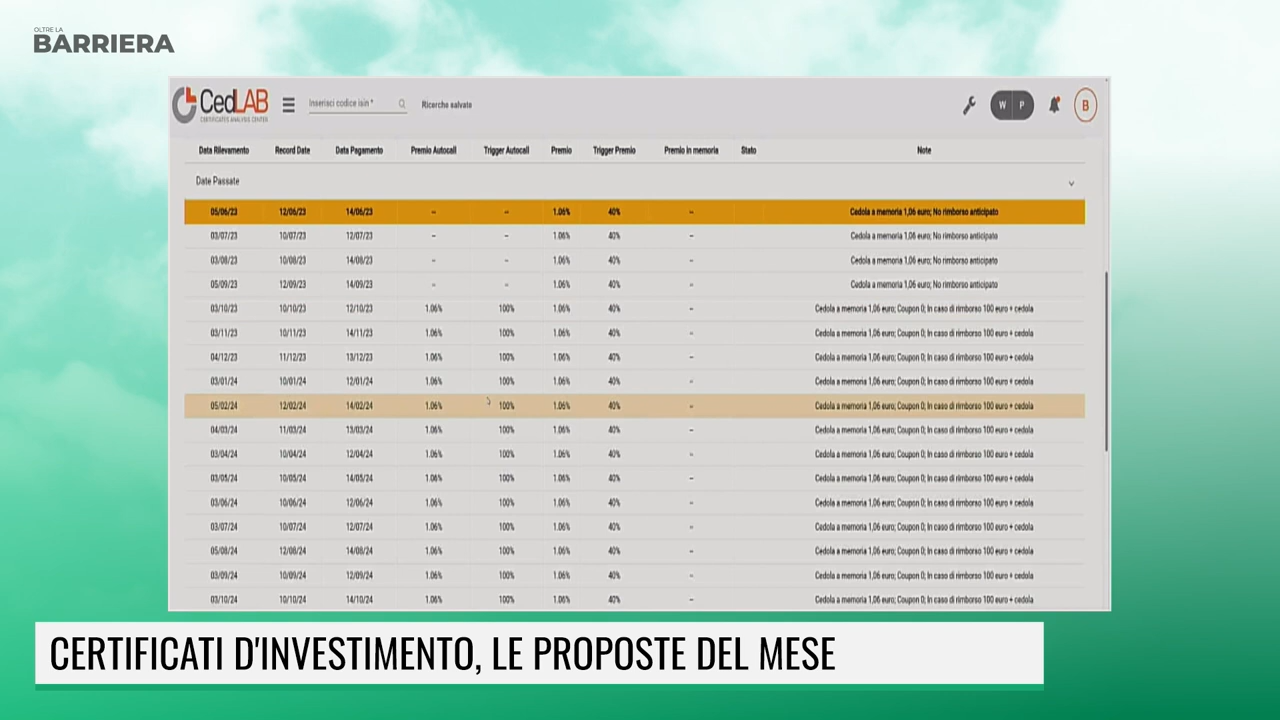 OLTRE LA
BARRIERA
CedLAB
CERTIFICATES ANALYSIS CENTER
Inserisci codice isin *
Ricerche salvate
W P
B
Data Rilevamento Record Date Data Pagamento Premio Autocall Trigger Autocall Premio Trigger Premio Premio in memoria Stato Note
Date Passate
05/06/23 12/06/23 14/06/23 - - 1.06% 40% - Cedola a memoria 1,06 euro; No rimborso anticipato
03/07/23 10/07/23 12/07/23 - - 1.06% 40% - Cedola a memoria 1,06 euro; No rimborso anticipato
03/08/23 10/08/23 14/08/23 - - 1.06% 40% - Cedola a memoria 1,06 euro; No rimborso anticipato
05/09/23 12/09/23 14/09/23 - - 1.06% 40% - Cedola a memoria 1,06 euro; No rimborso anticipato
03/10/23 10/10/23 12/10/23 1.06% 100% 1.06% 40% - Cedola a memoria 1,06 euro; Coupon 0; In caso di rimborso 100 euro + cedola
03/11/23 10/11/23 14/11/23 1.06% 100% 1.06% 40% - Cedola a memoria 1,06 euro; Coupon 0; In caso di rimborso 100 euro + cedola
04/12/23 11/12/23 13/12/23 1.06% 100% 1.06% 40% - Cedola a memoria 1,06 euro; Coupon 0; In caso di rimborso 100 euro + cedola
03/01/24 10/01/24 12/01/24 1.06% 100% 1.06% 40% - Cedola a memoria 1,06 euro; Coupon 0; In caso di rimborso 100 euro + cedola
05/02/24 12/02/24 14/02/24 1.06% 100% 1.06% 40% - Cedola a memoria 1,06 euro; Coupon 0; In caso di rimborso 100 euro + cedola
04/03/24 11/03/24 13/03/24 1.06% 100% 1.06% 40% - Cedola a memoria 1,06 euro; Coupon 0; In caso di rimborso 100 euro + cedola
03/04/24 10/04/24 12/04/24 1.06% 100% 1.06% 40% - Cedola a memoria 1,06 euro; Coupon 0; In caso di rimborso 100 euro + cedola
03/05/24 10/05/24 14/05/24 1.06% 100% 1.06% 40% - Cedola a memoria 1,06 euro; Coupon 0; In caso di rimborso 100 euro + cedola
03/06/24 10/06/24 12/06/24 1.06% 100% 1.06% 40% - Cedola a memoria 1,06 euro; Coupon 0; In caso di rimborso 100 euro + cedola
03/07/24 10/07/24 12/07/24 1.06% 100% 1.06% 40% - Cedola a memoria 1,06 euro; Coupon 0; In caso di rimborso 100 euro + cedola
05/08/24 12/08/24 14/08/24 1.06% 100% 1.06% 40% - Cedola a memoria 1,06 euro; Coupon 0; In caso di rimborso 100 euro + cedola
03/09/24 10/09/24 12/09/24 1.06% 100% 1.06% 40% - Cedola a memoria 1,06 euro; Coupon 0; In caso di rimborso 100 euro + cedola
03/10/24 10/10/24 14/10/24 1.06% 100% 1.06% 40% - Cedola a memoria 1,06 euro; Coupon 0; In caso di rimborso 100 euro + cedola
CERTIFICATI D'INVESTIMENTO, LE PROPOSTE DEL MESE